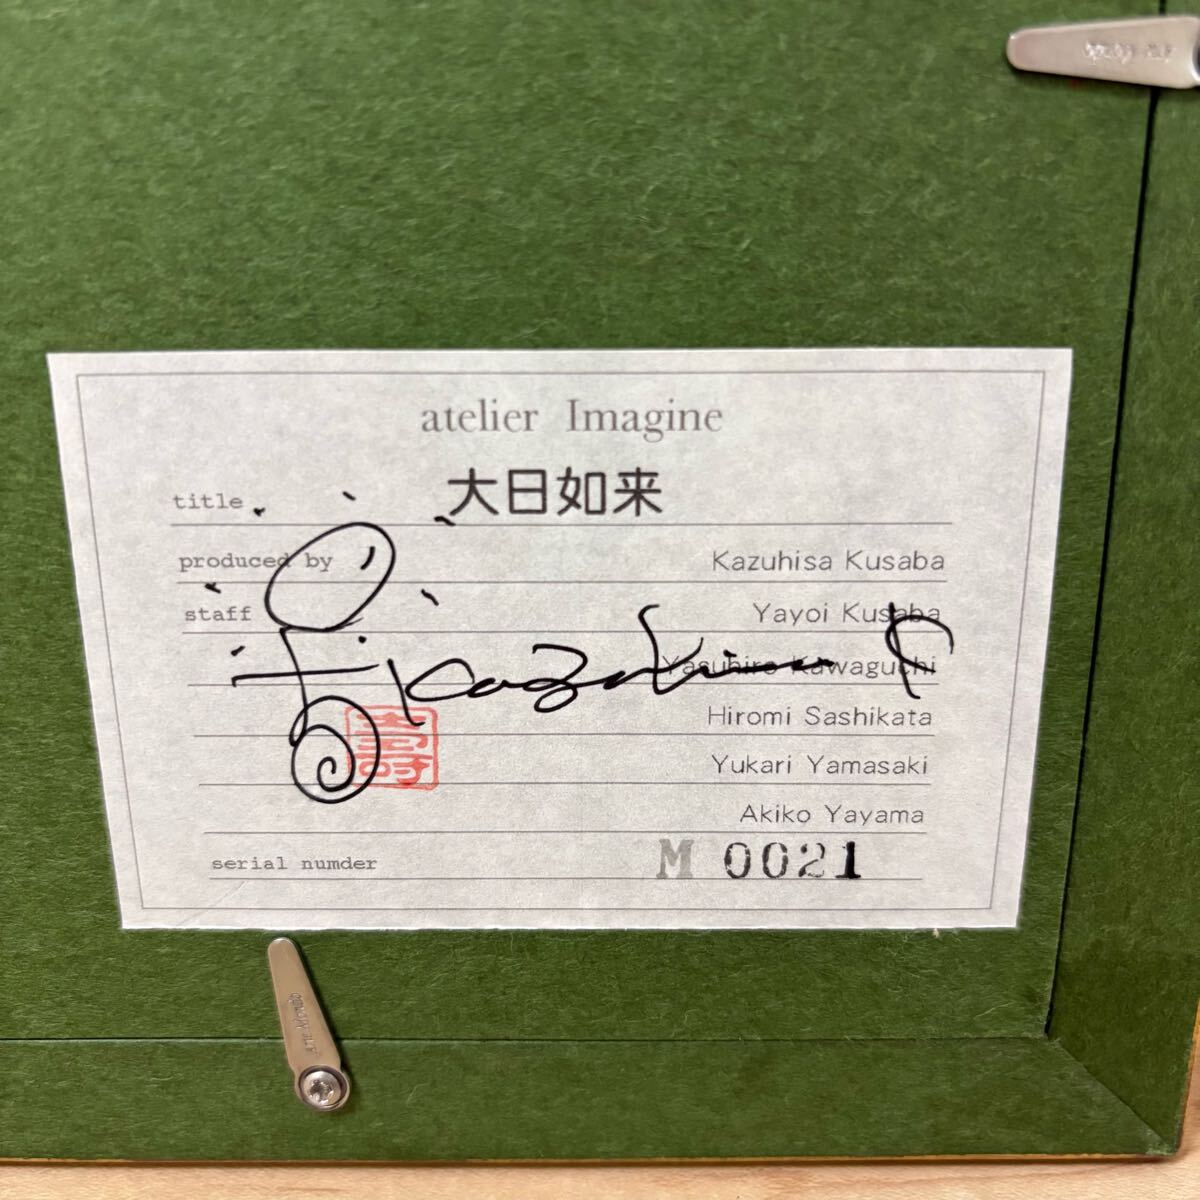 atelier Imagine
title 大日如来
produced by Kazuhisa Kusaba
staff Yayoi Kusaba
Yasuhiro Kawaguchi
Hiromi Sashikata
Yukari Yamasaki
Akiko Yayama
serial numder M 0021